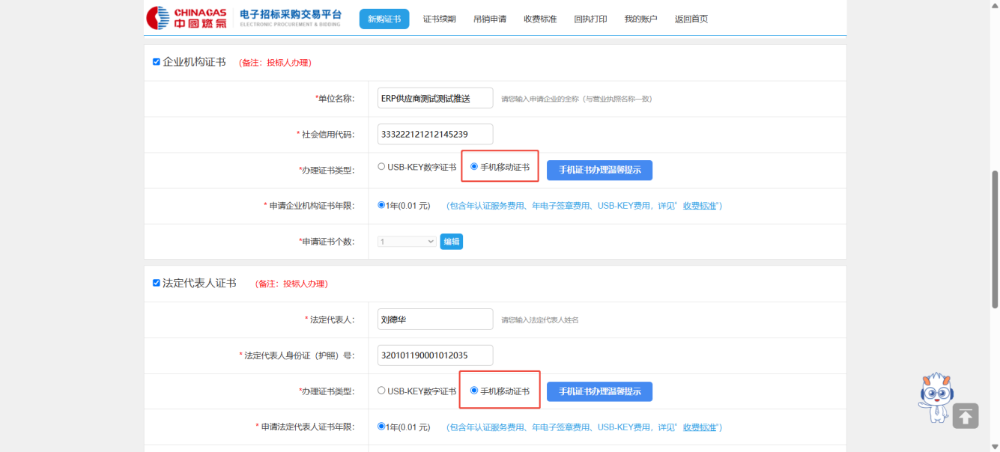 CHINAGAS 中國燃氣 电子招标采购交易平台 ELECTRONIC PROCUREMENT & BIDDING 新购证书 证书续期 吊销申请 收费标准 回执打印 我的账户 返回首页
企业机构证书 (备注：投标人办理)
*单位名称： ERP供应商测试测试推送 请您输入申请企业的全称（与营业执照名称一致）
* 社会信用代码： 333222121212145239
*办理证书类型： USB-KEY数字证书 手机移动证书 手机证书办理温馨提示
* 申请企业机构证书年限： 1年(0.01 元) (包含年认证服务费用、年电子签章费用、USB-KEY费用，详见" 收费标准")
*申请证书个数： 1 编辑
法定代表人证书 (备注：投标人办理)
* 法定代表人： 刘德华 请您输入法定代表人姓名
* 法定代表人身份证（护照）号： 320101190001012035
*办理证书类型： USB-KEY数字证书 手机移动证书 手机证书办理温馨提示
* 申请法定代表人证书年限： 1年(0.01 元) (包含年认证服务费用、年电子签章费用、USB-KEY费用，详见" 收费标准")